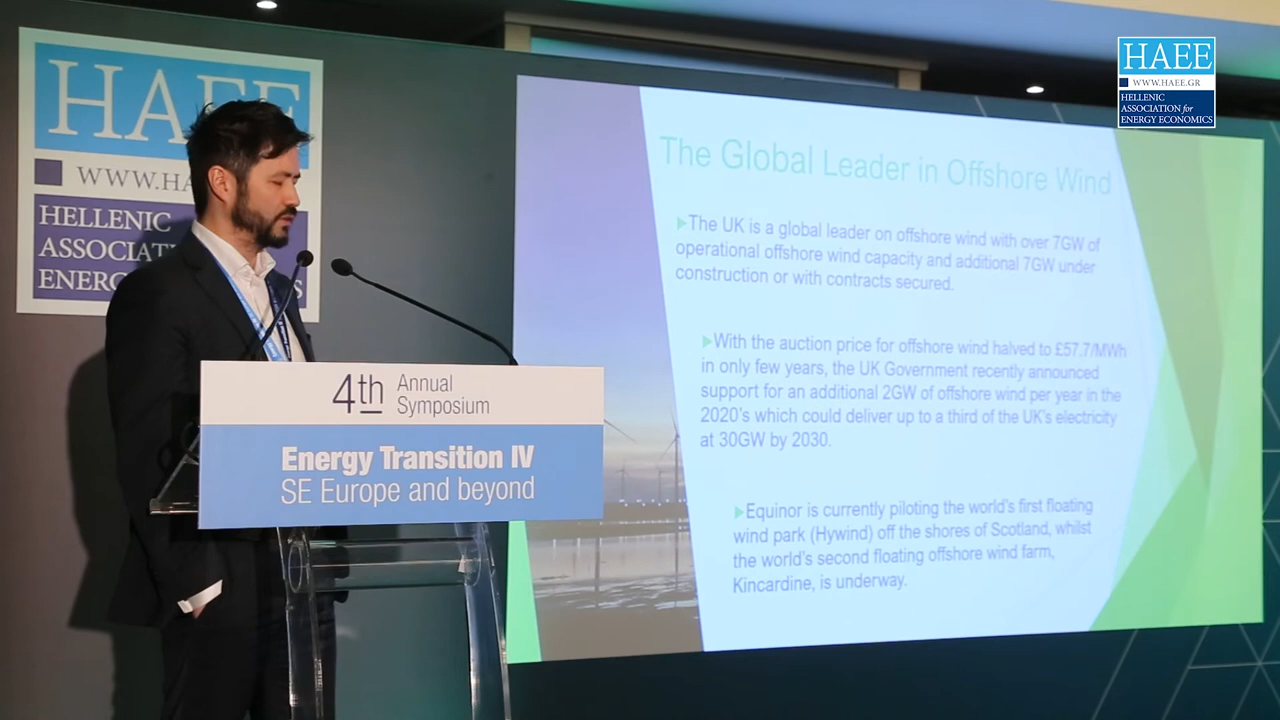 HAEE
WWW.HA
HELLENIC
ASSOCIAT
ENERG
S
HAEE
WWW.HAEE.GR
HELLENIC
ASSOCIATION for
ENERGY ECONOMICS
4th Annual
Symposium
Energy Transition IV
SE Europe and beyond
The Global Leader in Offshore Wind
The UK is a global leader on offshore wind with over 7GW of
operational offshore wind capacity and additional 7GW under
construction or with contracts secured.
With the auction price for offshore wind halved to £57.7/MWh
in only few years, the UK Government recently announced
support for an additional 2GW of offshore wind per year in the
2020's which could deliver up to a third of the UK's electricity
at 30GW by 2030.
Equinor is currently piloting the world's first floating
wind park (Hywind) off the shores of Scotland, whilst
the world's second floating offshore wind farm,
Kincardine, is underway.